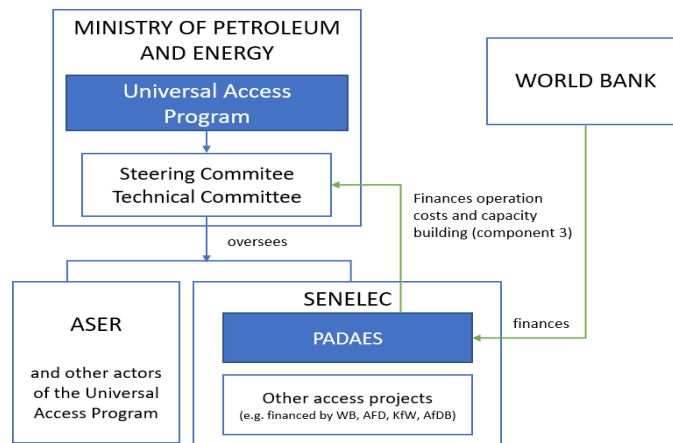 MINISTRY OF PETROLEUM
AND ENERGY
Universal Access
Program
Steering Commitee
Technical Committee
WORLD BANK
Finances operation
costs and capacity
building (component 3)
oversees
ASER
and other actors
of the Universal
Access Program
SENELEC
PADAES
finances
Other access projects
(e.g. financed by WB, AFD, KfW, AfDB)